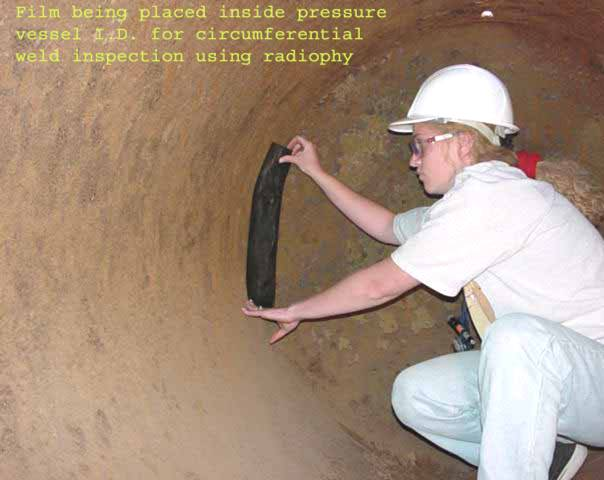 Film being placed inside pressure
vessel I.D. for circumferential
weld inspection using radiophy